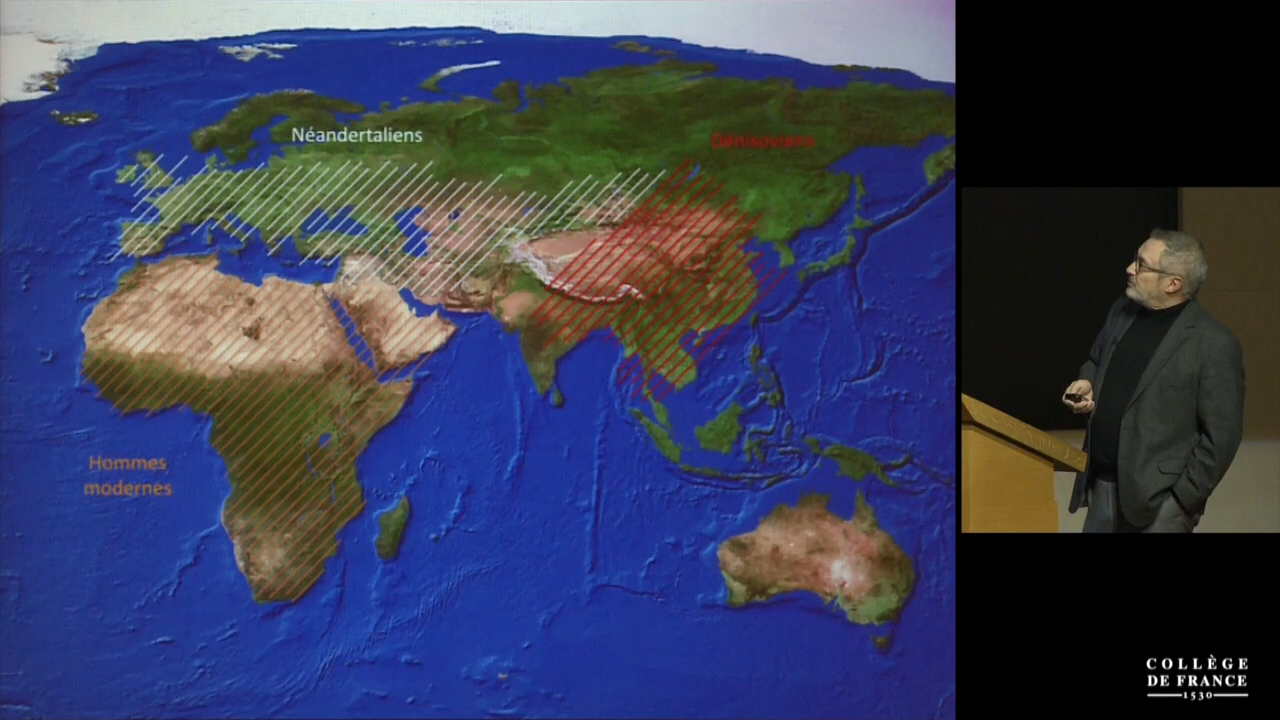 Néandertaliens
Dénisoviens
Hommes
modernes
COLLÈGE
DE FRANCE
1530